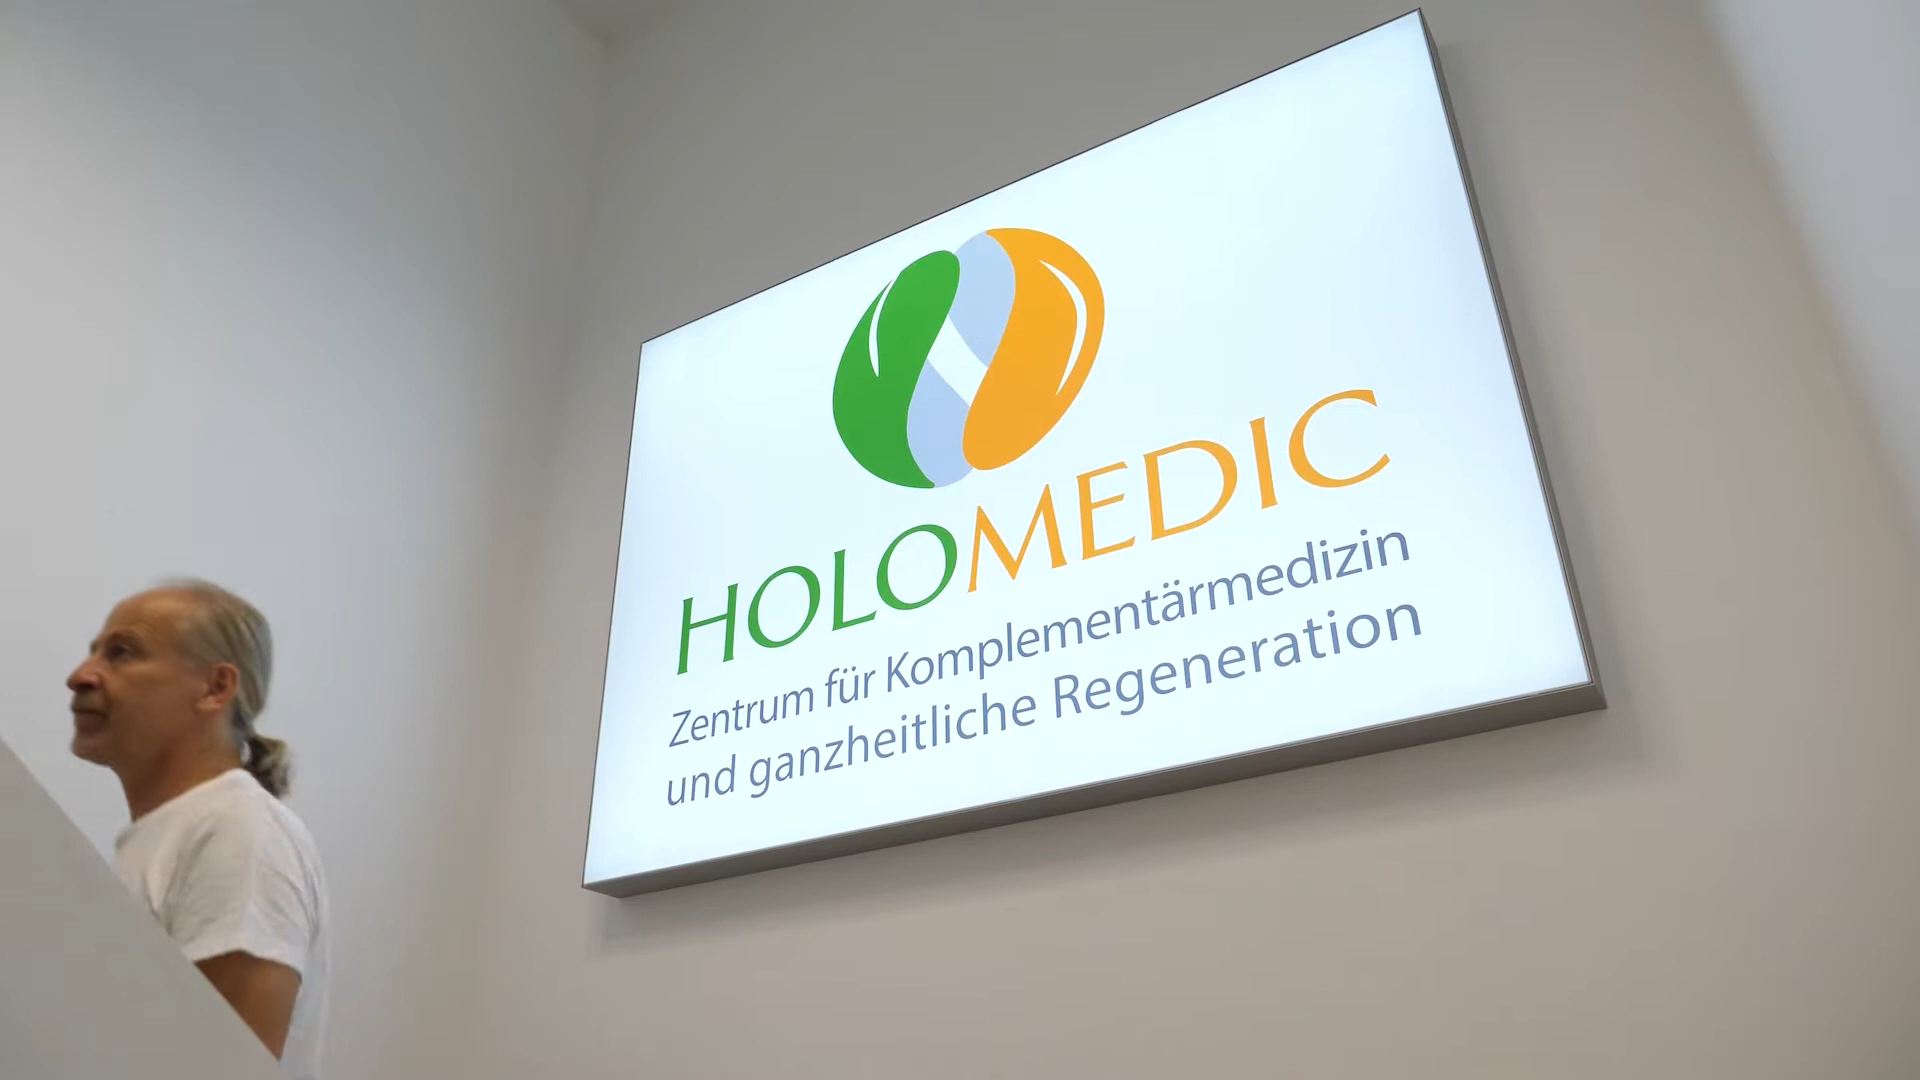 HOLOMEDIC
Zentrum für Komplementärmedizin
und ganzheitliche Regeneration